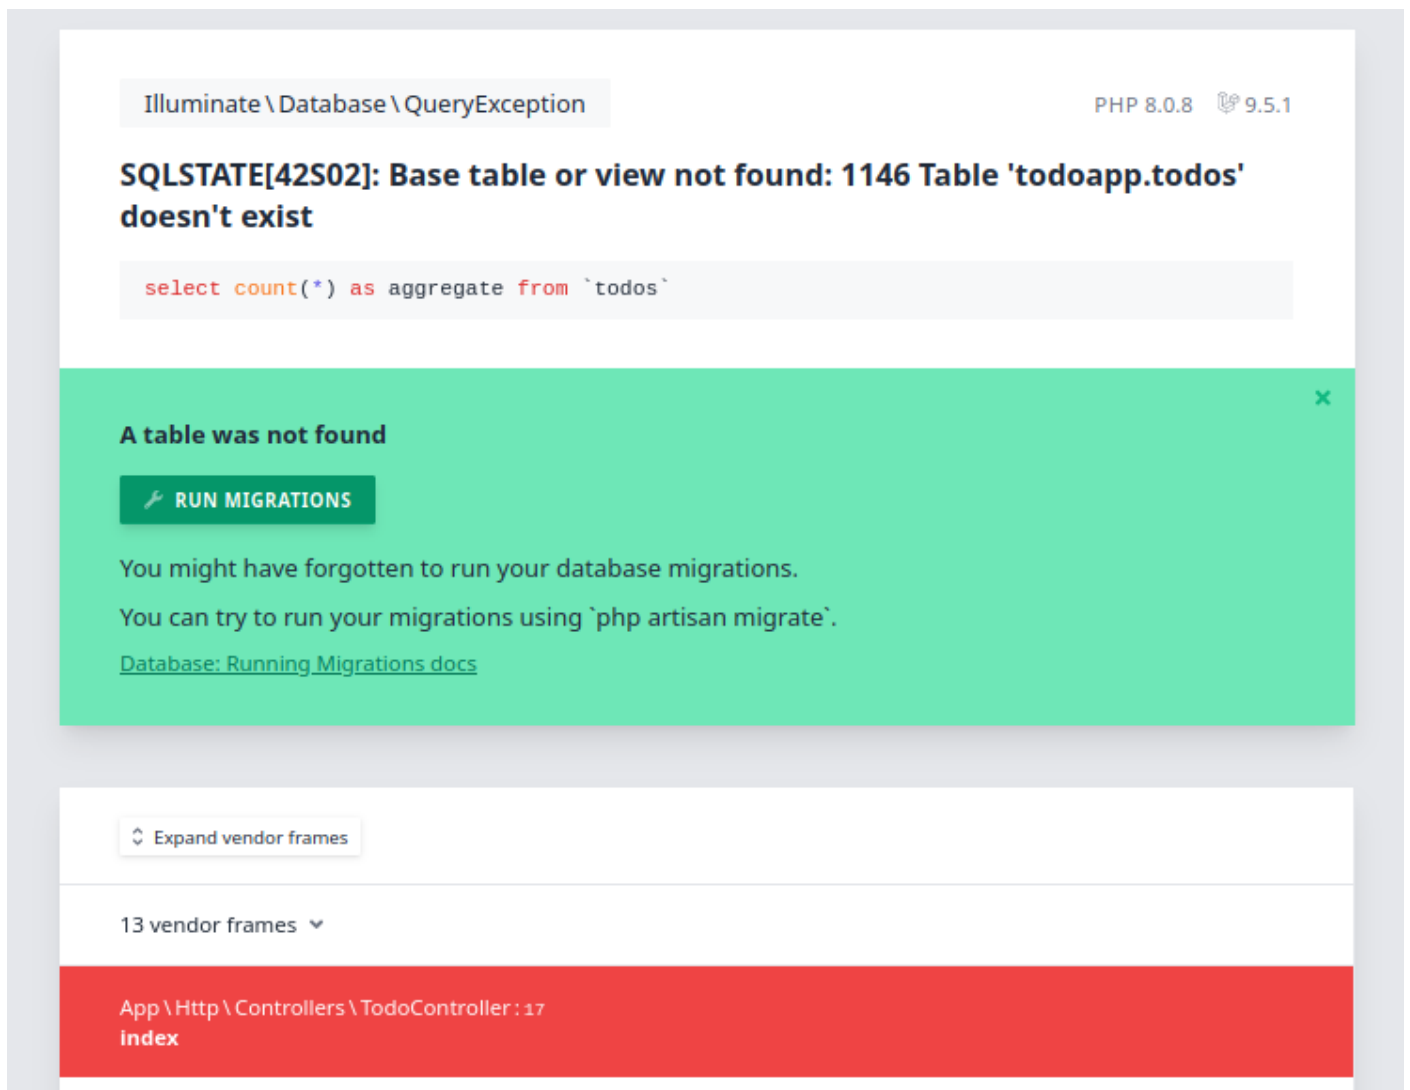 Illuminate\Database\QueryException
PHP 8.0.8 9.5.1
SQLSTATE[42S02]: Base table or view not found: 1146 Table 'todoapp.todos'
doesn't exist
select count(*) as aggregate from `todos`
A table was not found
RUN MIGRATIONS
You might have forgotten to run your database migrations.
You can try to run your migrations using `php artisan migrate`.
Database: Running Migrations docs
Expand vendor frames
13 vendor frames
App\Http\Controllers\TodoController:17
index